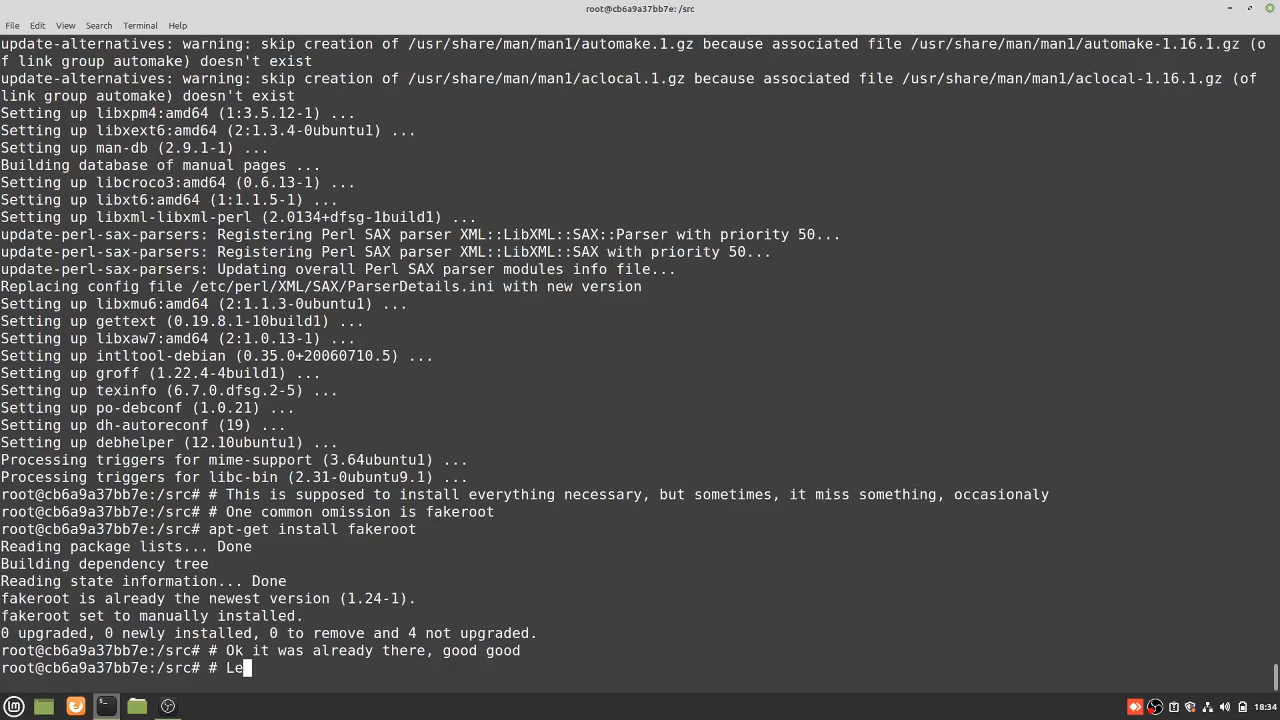 root@cb6a9a37bb7e: /src
File Edit View Search Terminal Help
update-alternatives: warning: skip creation of /usr/share/man/man1/automake.1.gz because associated file /usr/share/man/man1/automake-1.16.1.gz (o
f link group automake) doesn't exist
update-alternatives: warning: skip creation of /usr/share/man/man1/aclocal.1.gz because associated file /usr/share/man/man1/aclocal-1.16.1.gz (of
link group automake) doesn't exist
Setting up libxpm4:amd64 (1:3.5.12-1) ...
Setting up libxext6:amd64 (2:1.3.4-0ubuntu1) ...
Setting up man-db (2.9.1-1) ...
Building database of manual pages ...
Setting up libcroco3:amd64 (0.6.13-1) ...
Setting up libxt6:amd64 (1:1.1.5-1) ...
Setting up libxml-libxml-perl (2.0134+dfsg-1build1) ...
update-perl-sax-parsers: Registering Perl SAX parser XML::LibXML::SAX::Parser with priority 50...
update-perl-sax-parsers: Registering Perl SAX parser XML::LibXML::SAX with priority 50...
update-perl-sax-parsers: Updating overall Perl SAX parser modules info file...
Replacing config file /etc/perl/XML/SAX/ParserDetails.ini with new version
Setting up libxmu6:amd64 (2:1.1.3-0ubuntu1) ...
Setting up gettext (0.19.8.1-10build1) ...
Setting up libxaw7:amd64 (2:1.0.13-1) ...
Setting up intltool-debian (0.35.0+20060710.5) ...
Setting up groff (1.22.4-4build1) ...
Setting up texinfo (6.7.0.dfsg.2-5) ...
Setting up po-debconf (1.0.21) ...
Setting up dh-autoreconf (19) ...
Setting up debhelper (12.10ubuntu1) ...
Processing triggers for mime-support (3.64ubuntu1) ...
Processing triggers for libc-bin (2.31-0ubuntu9.1) ...
root@cb6a9a37bb7e:/src# # This is supposed to install everything necessary, but sometimes, it miss something, occasionaly
root@cb6a9a37bb7e:/src# # One common omission is fakeroot
root@cb6a9a37bb7e:/src# apt-get install fakeroot
Reading package lists... Done
Building dependency tree
Reading state information... Done
fakeroot is already the newest version (1.24-1).
fakeroot set to manually installed.
0 upgraded, 0 newly installed, 0 to remove and 4 not upgraded.
root@cb6a9a37bb7e:/src# # Ok it was already there, good good
root@cb6a9a37bb7e:/src# # Le
18:34